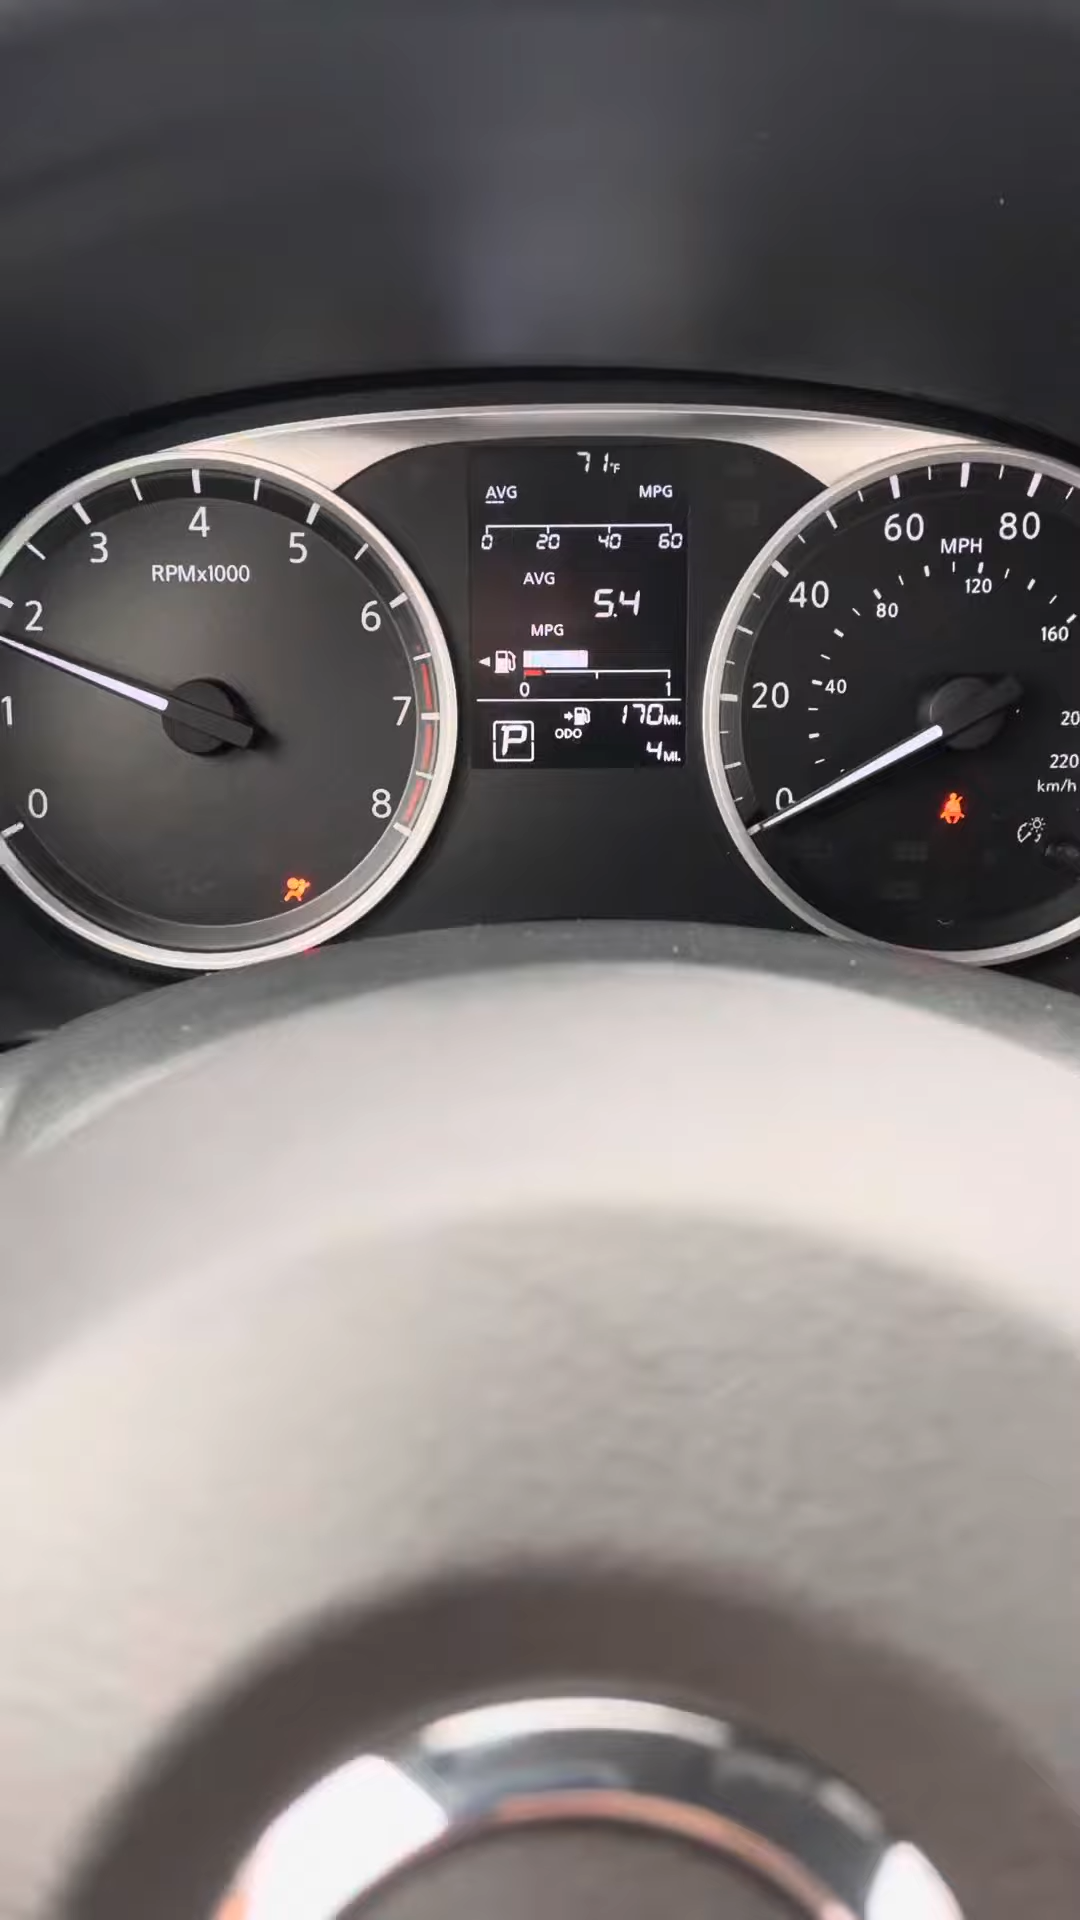 71°F
AVG MPG
0 20 40 60
AVG
5.4
MPG
0 1
170MI.
ODO
4MI.
P
0 1 2 3 4 5 6 7 8
RPMx1000
0 20 40 60 80
MPH
40 80 120 160 20
220
km/h